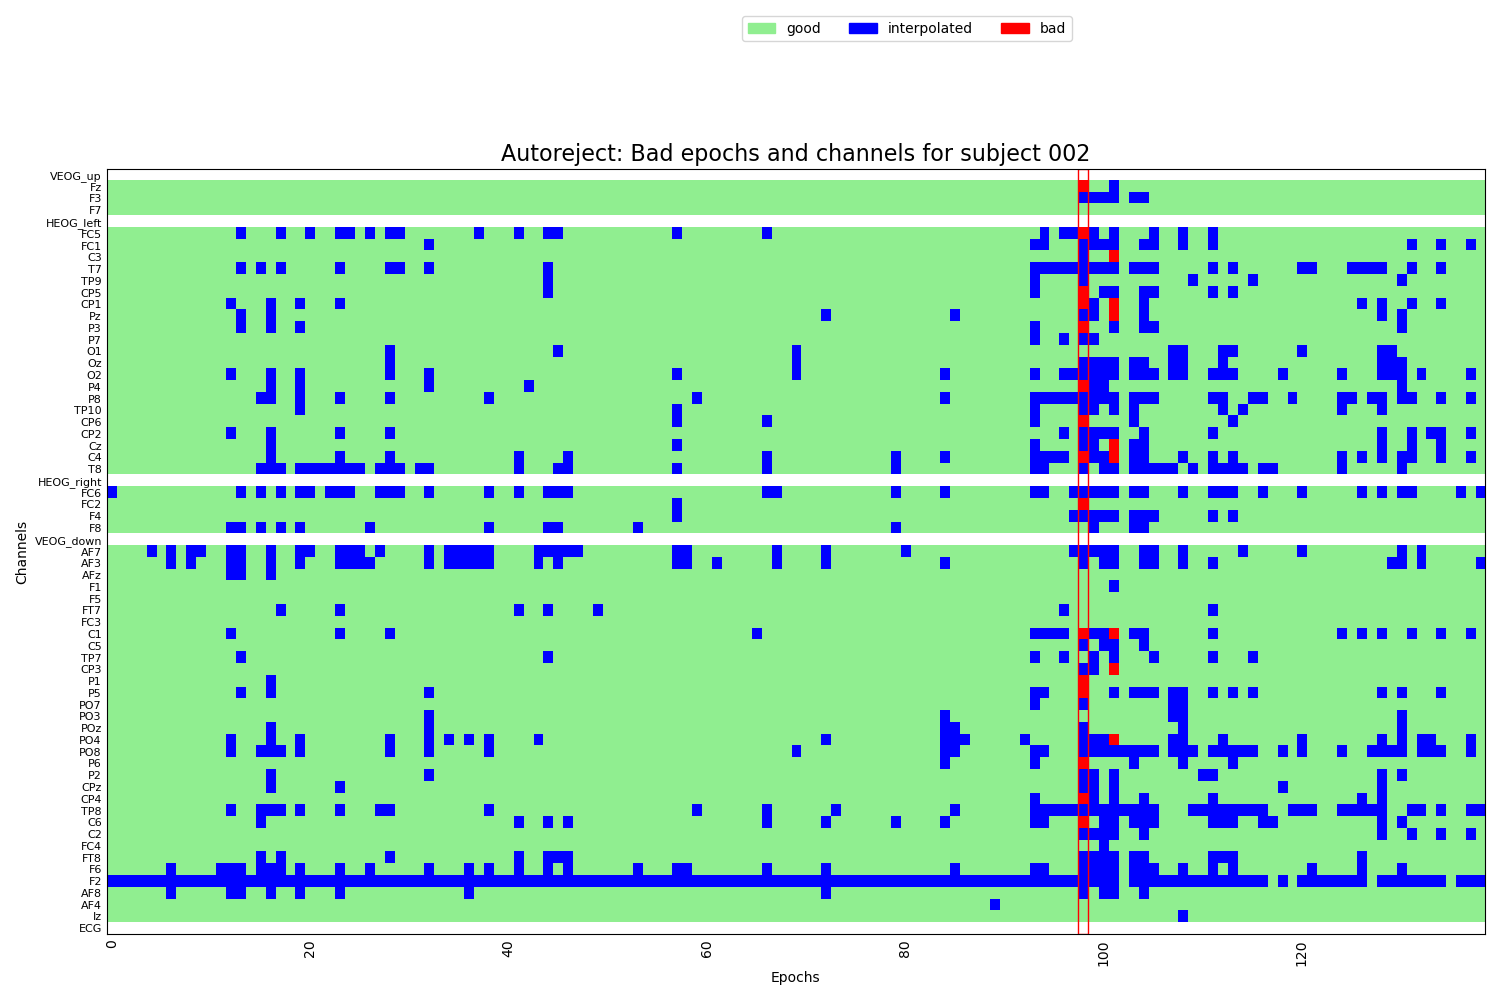 good interpolated bad
Autoreject: Bad epochs and channels for subject 002
Channels
VEOG_up
Fz
F3
F7
HEOG_left
FC5
FC1
C3
T7
TP9
CP5
CP1
Pz
P3
P7
O1
Oz
O2
P4
P8
TP10
CP6
CP2
Cz
C4
T8
HEOG_right
FC6
FC2
F4
F8
VEOG_down
AF7
AF3
AFz
F1
F5
FT7
FC3
C1
C5
TP7
CP3
P1
P5
PO7
PO3
POz
PO4
PO8
P6
P2
CPz
CP4
TP8
C6
C2
FC4
FT8
F6
F2
AF8
AF4
Iz
ECG
0 20 40 60 80 100 120
Epochs